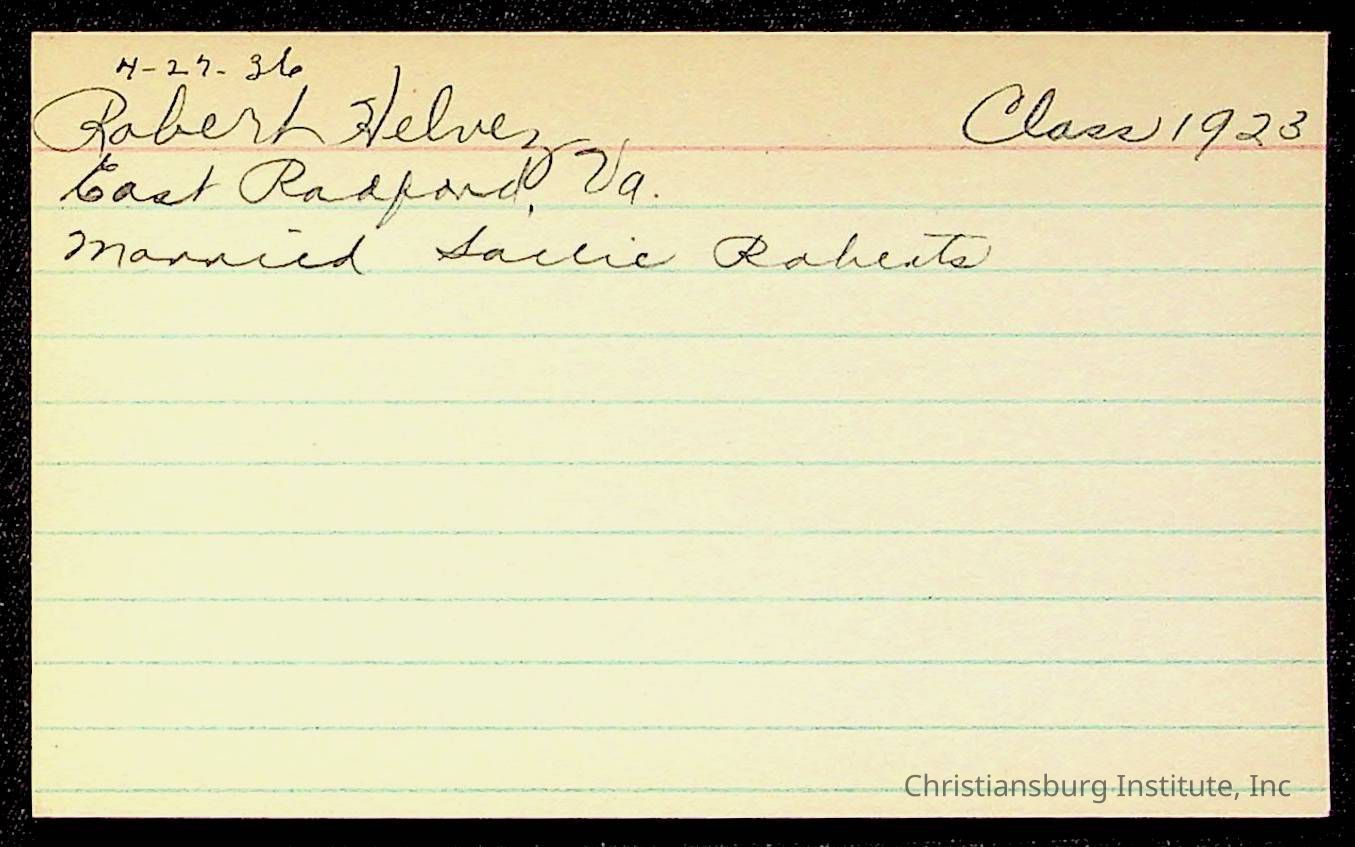 4-27-36
Robert Helvey Class 1923
East Radford, Va.
Married Sallie Roberts
Christiansburg Institute, Inc